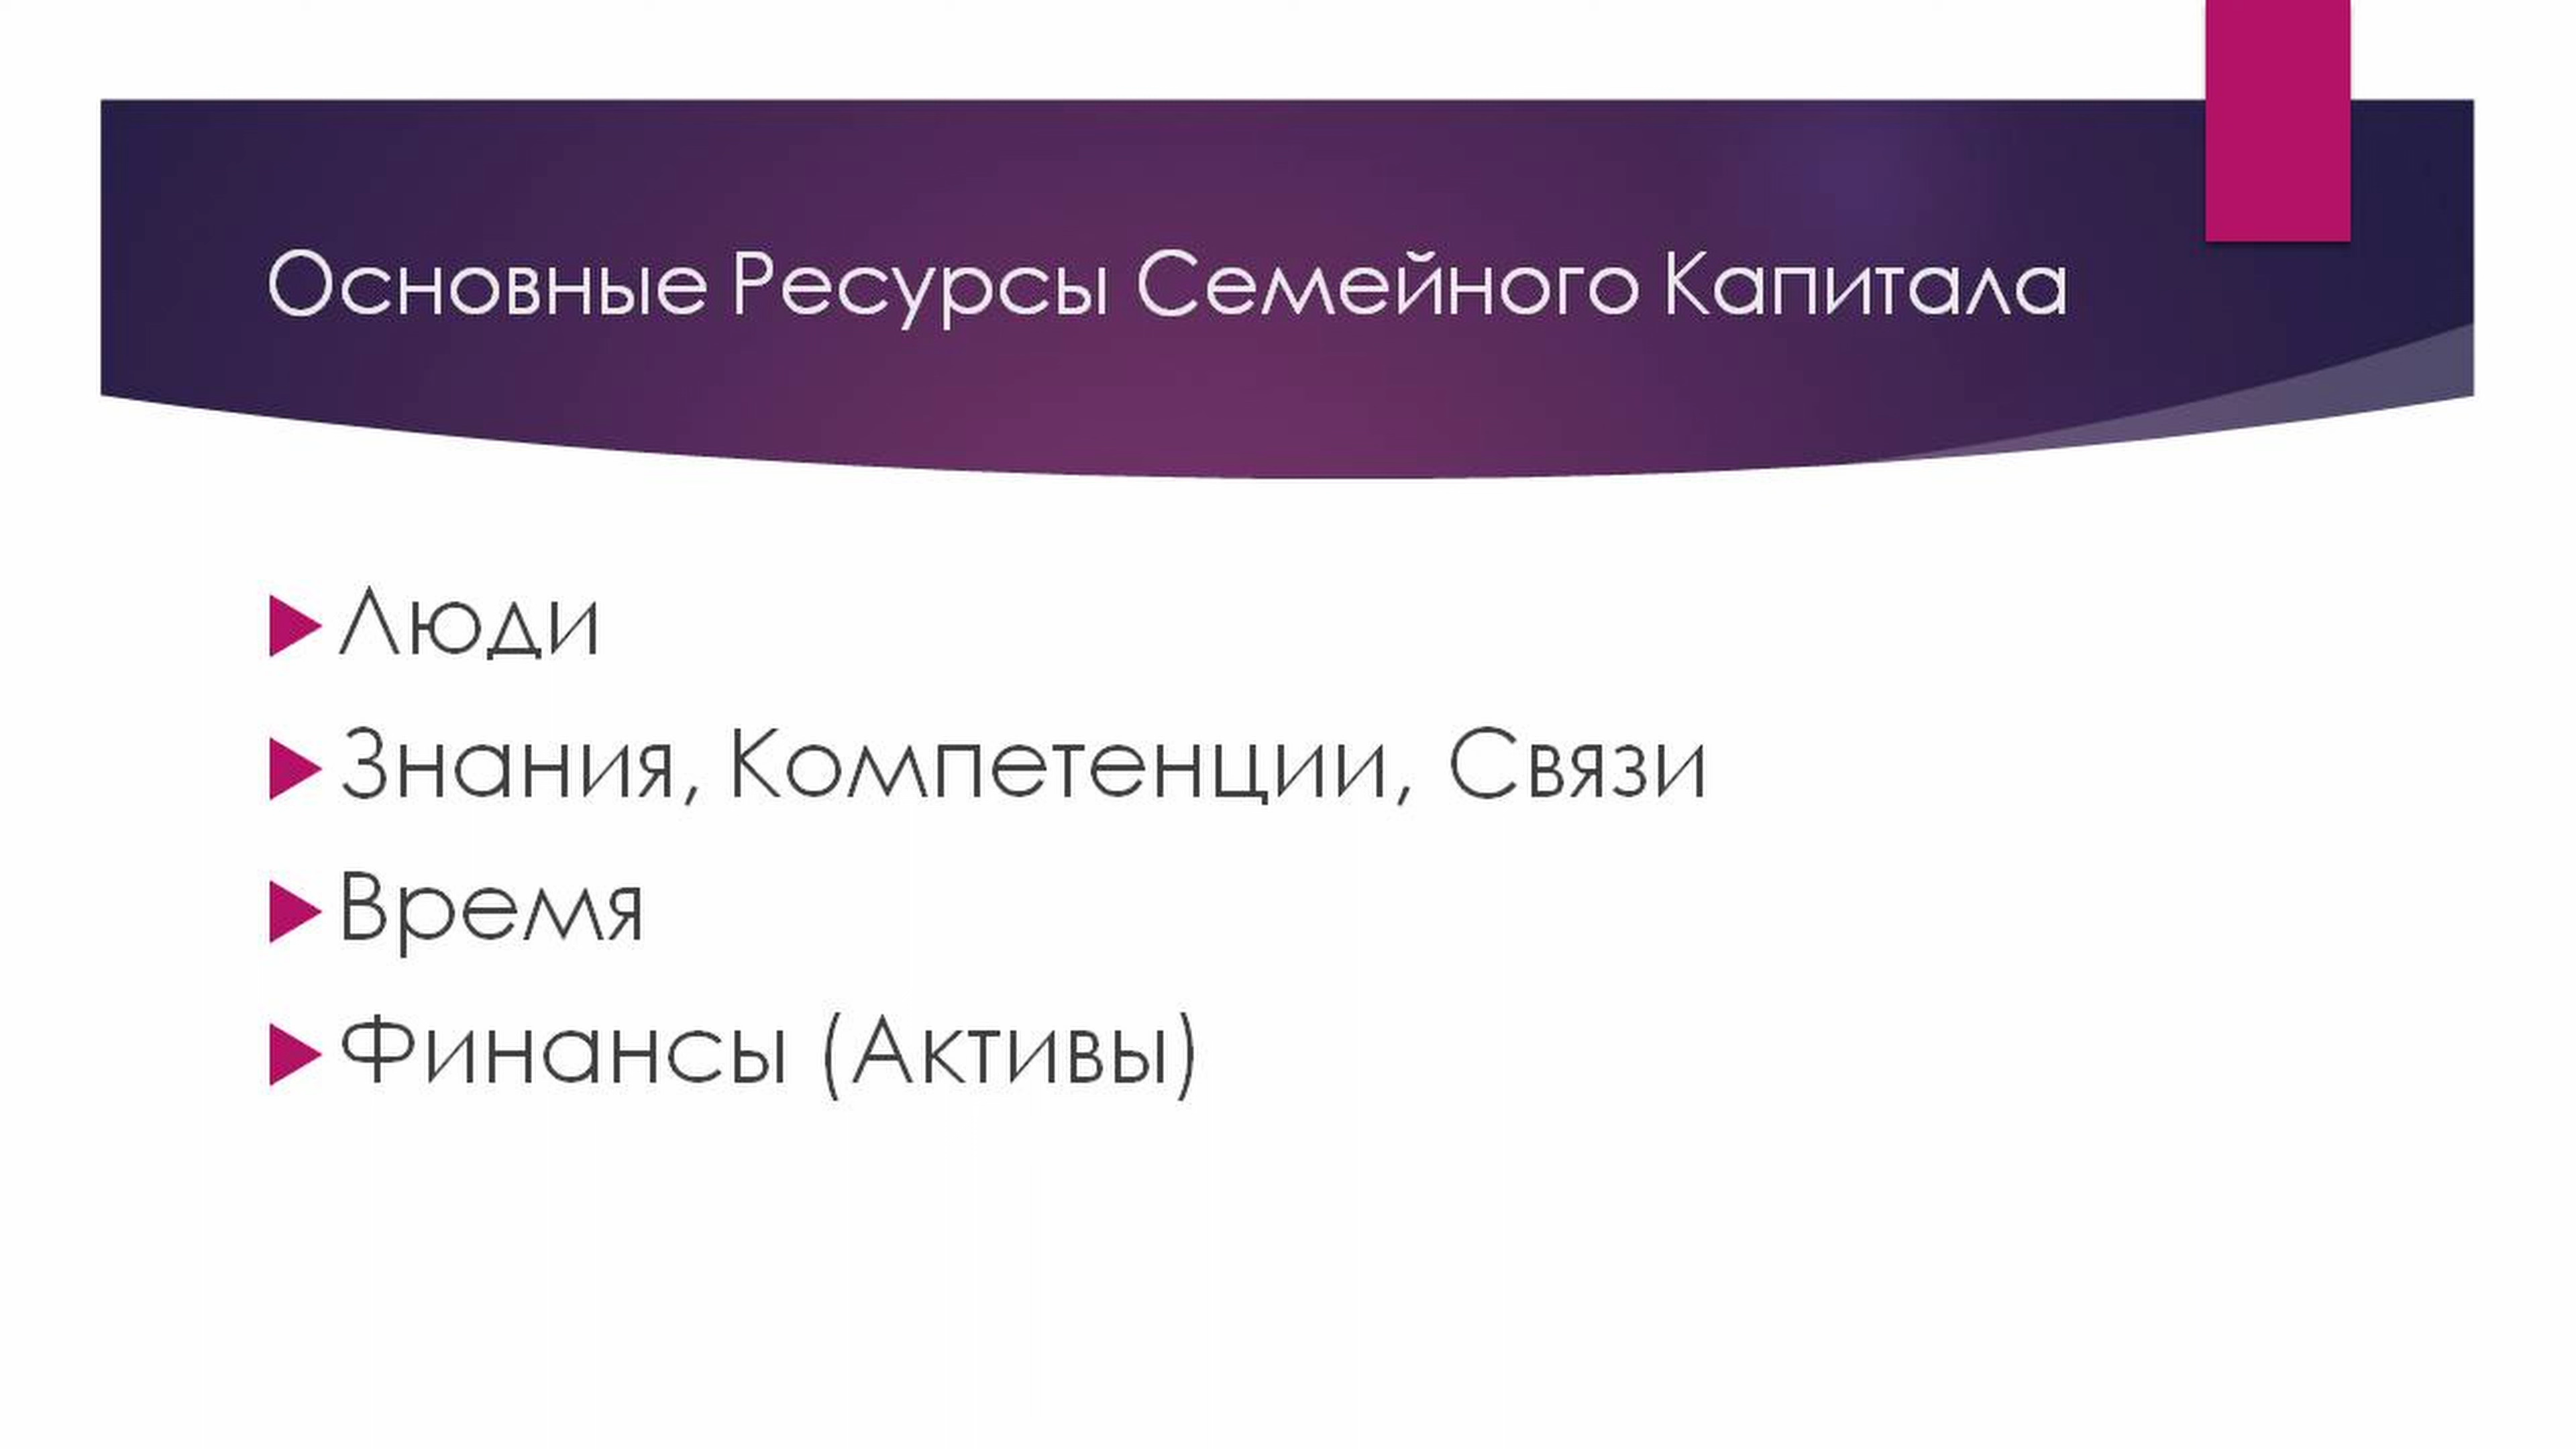 Основные Ресурсы Семейного Капитала
Люди
Знания, Компетенции, Связи
Время
Финансы (Активы)